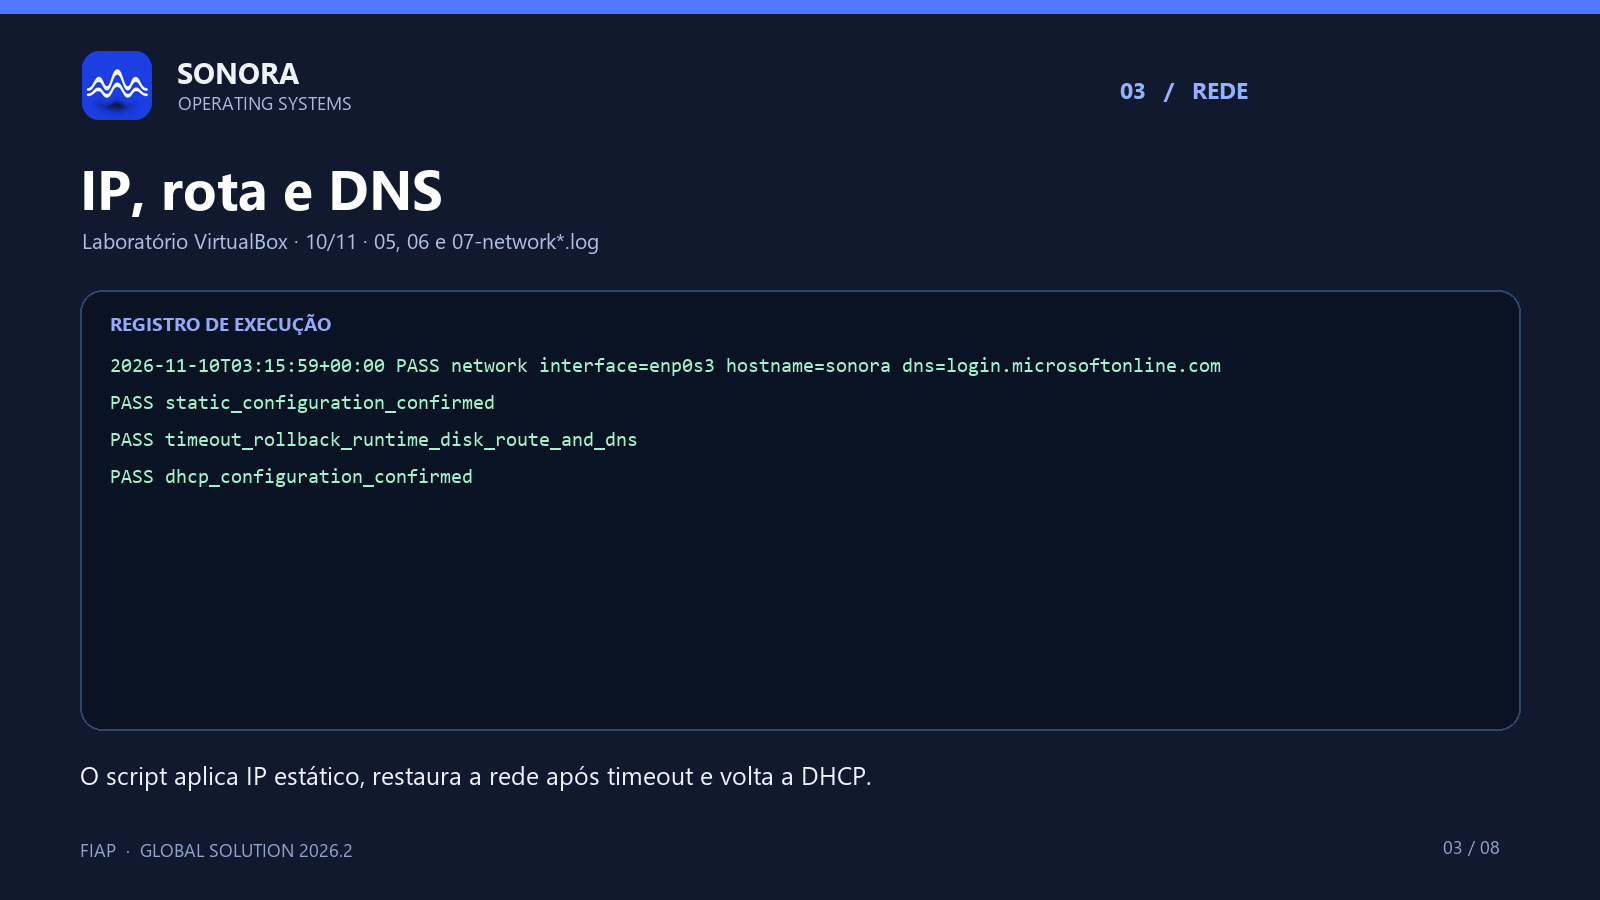 SONORA
OPERATING SYSTEMS
03 / REDE
IP, rota e DNS
Laboratório VirtualBox · 10/11 · 05, 06 e 07-network*.log
REGISTRO DE EXECUÇÃO
2026-11-10T03:15:59+00:00 PASS network interface=enp0s3 hostname=sonora dns=login.microsoftonline.com
PASS static_configuration_confirmed
PASS timeout_rollback_runtime_disk_route_and_dns
PASS dhcp_configuration_confirmed
O script aplica IP estático, restaura a rede após timeout e volta a DHCP.
FIAP · GLOBAL SOLUTION 2026.2
03 / 08